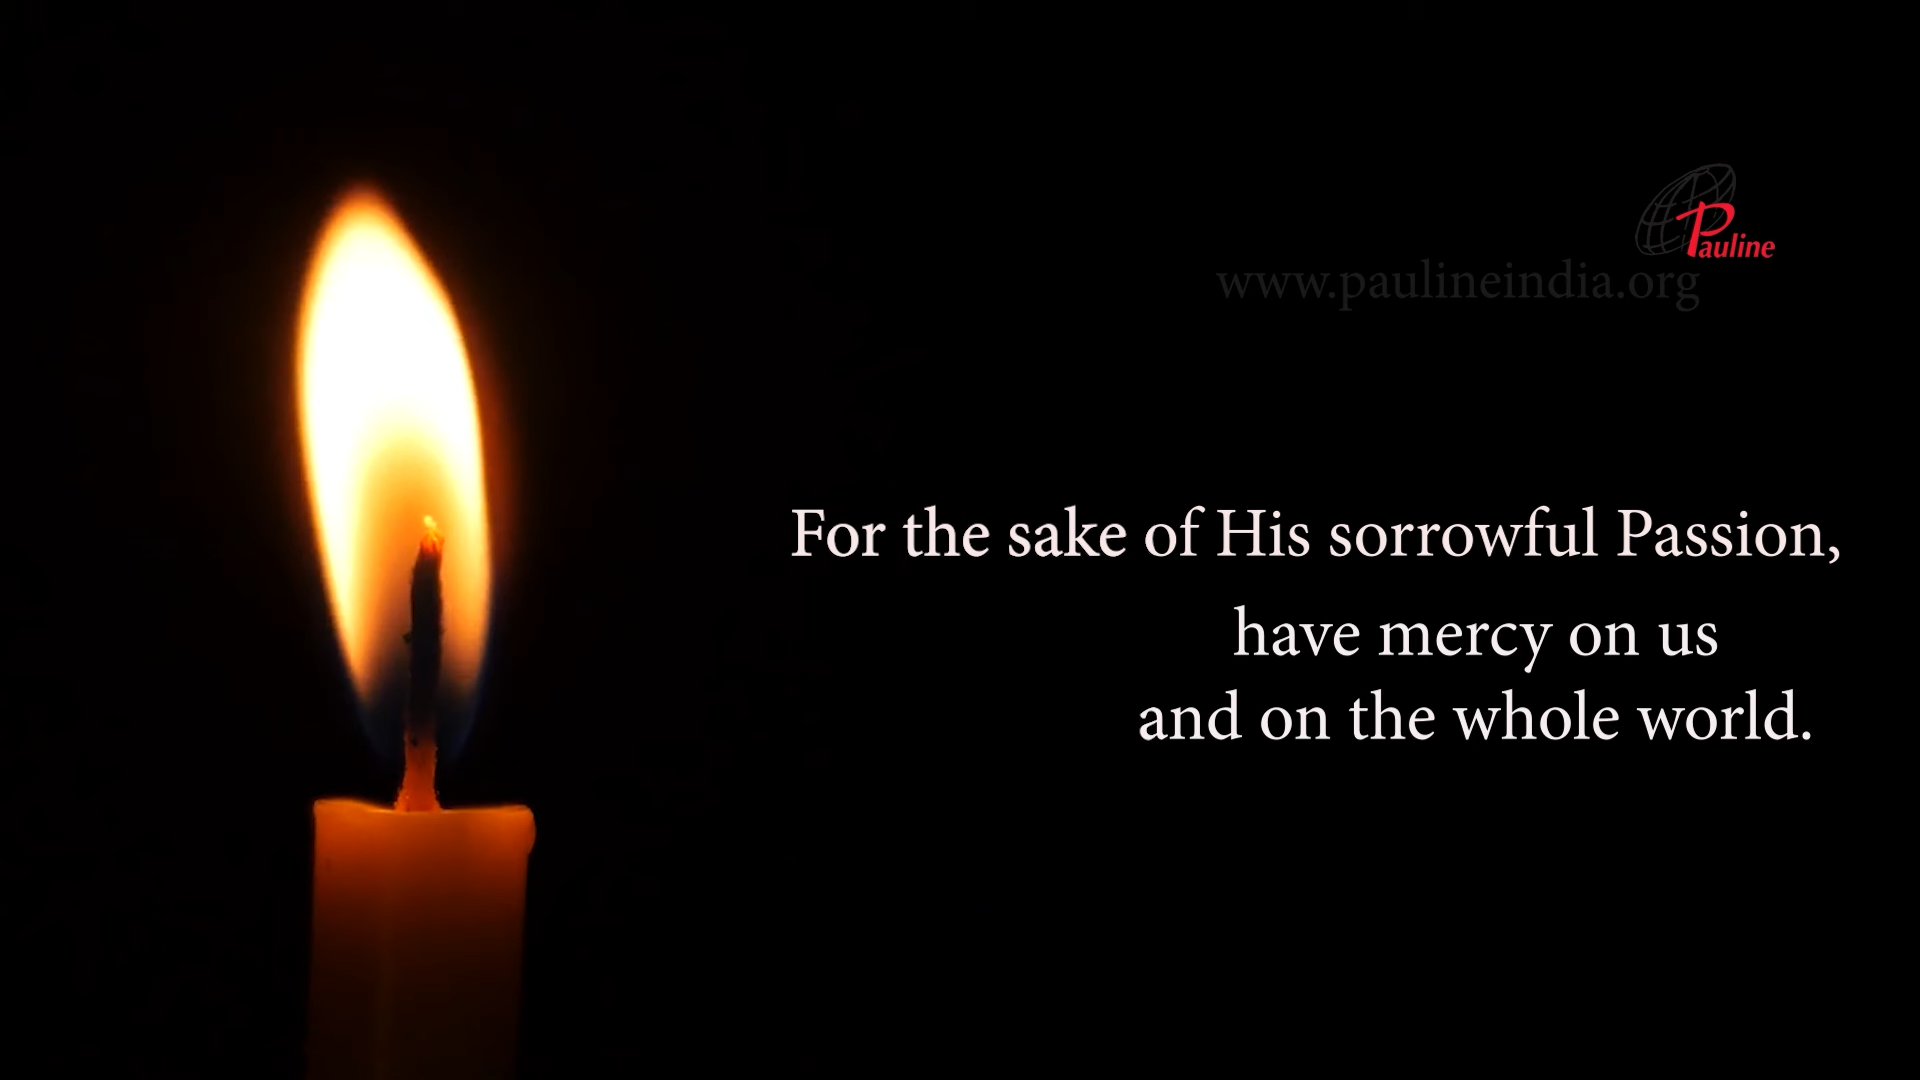 Pauline
www.paulineindia.org
For the sake of His sorrowful Passion,
have mercy on us
and on the whole world.